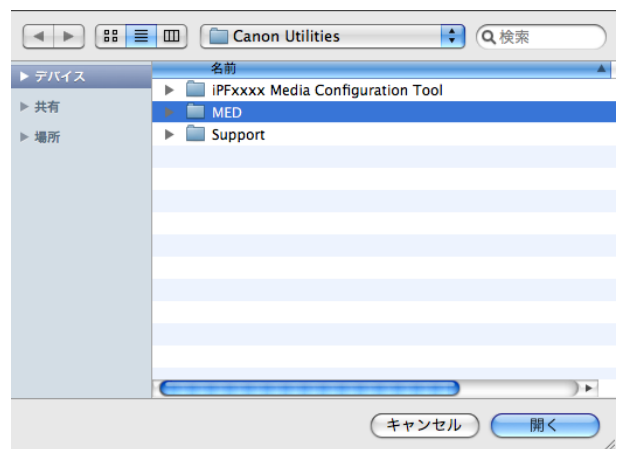 Canon Utilities
検索
デバイス
共有
場所
名前
iPFxxxx Media Configuration Tool
MED
Support
キャンセル
開く